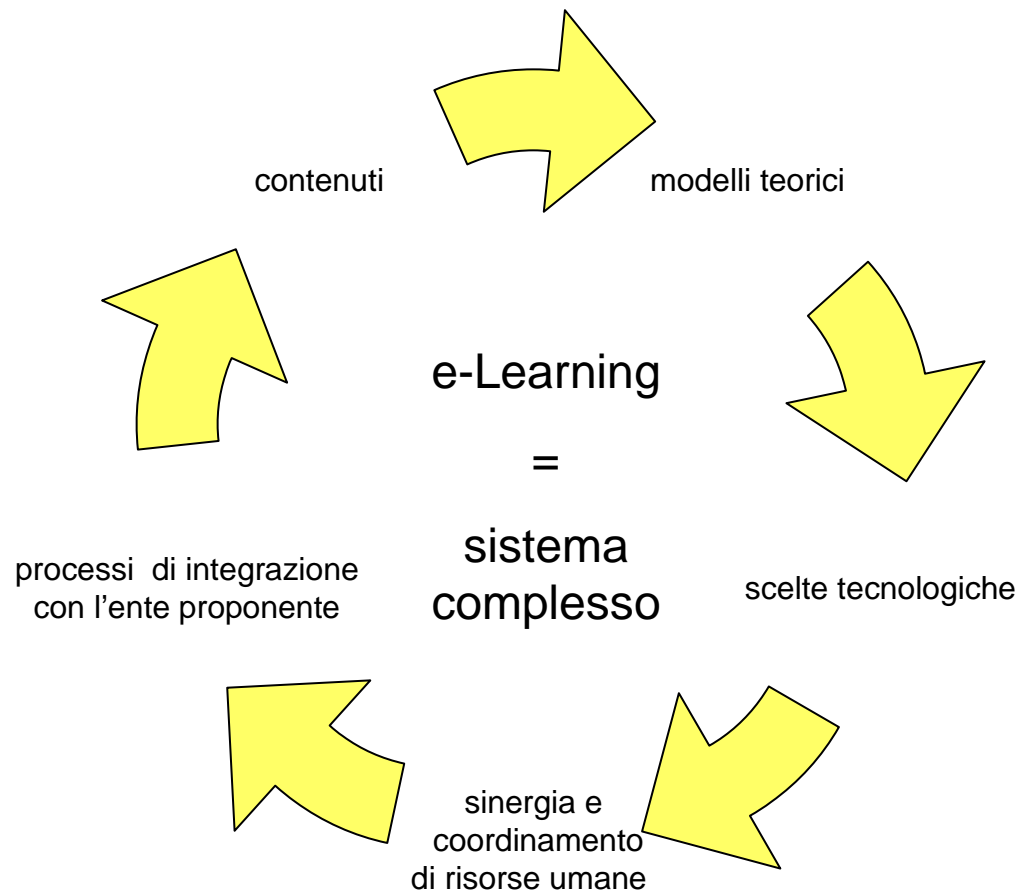 contenuti
modelli teorici
e-Learning
=
sistema
complesso
processi di integrazione
con l'ente proponente
scelte tecnologiche
sinergia e
coordinamento
di risorse umane